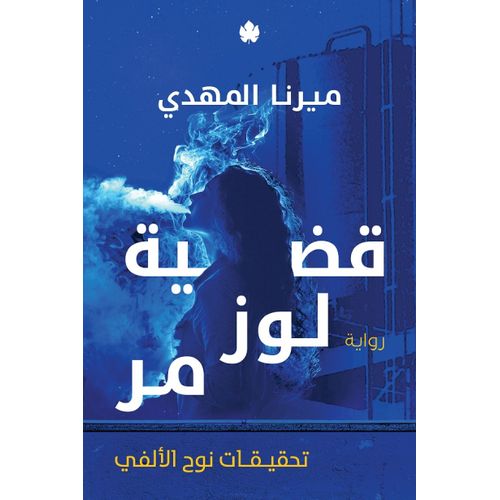 ميرنا المهدي
قضية
لوز
رواية
مر
تحقيقات نوح الألفي